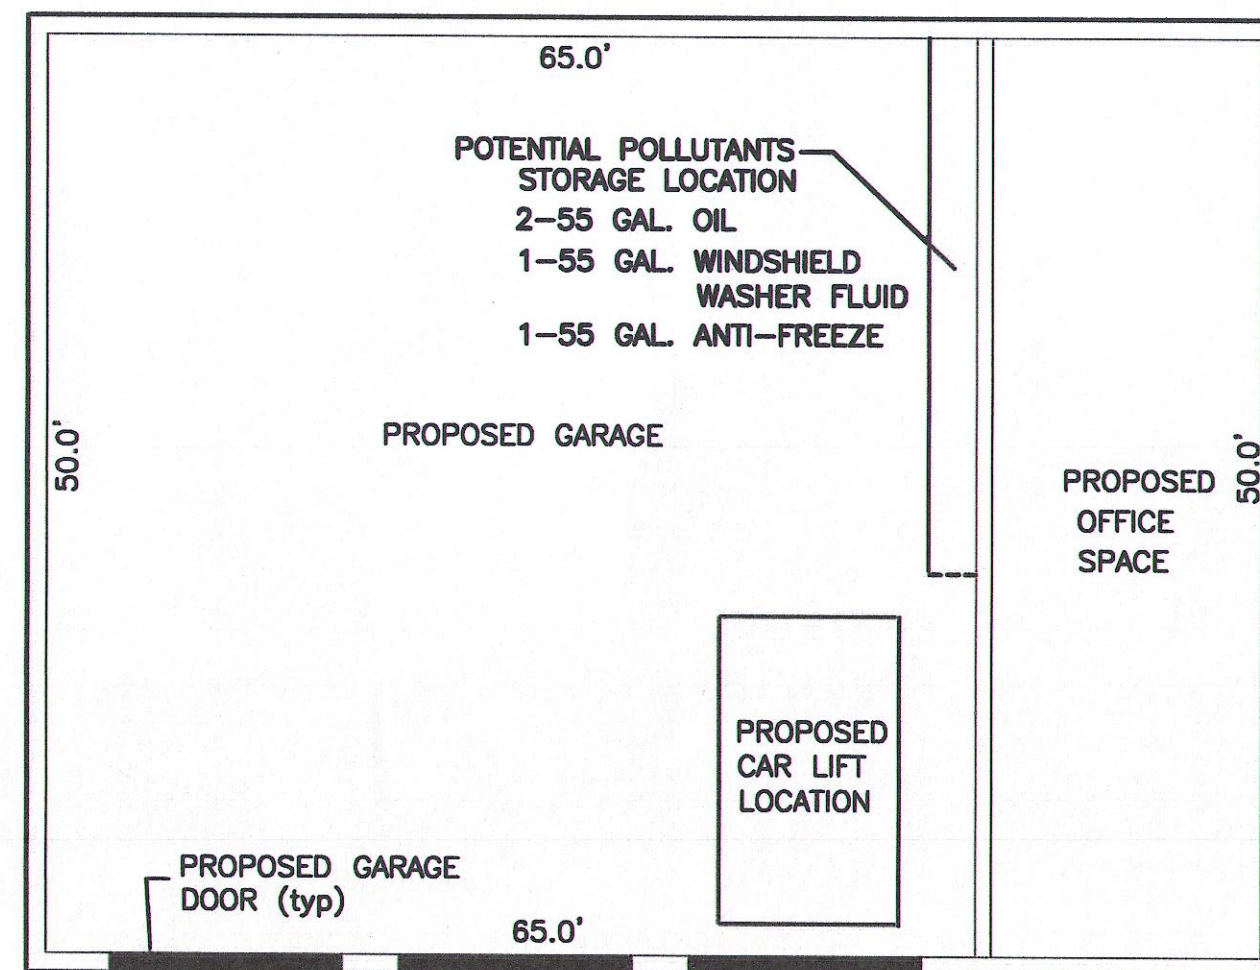 65.0'
POTENTIAL POLLUTANTS
STORAGE LOCATION
2-55 GAL. OIL
1-55 GAL. WINDSHIELD
WASHER FLUID
1-55 GAL. ANTI-FREEZE
PROPOSED GARAGE
50.0'
PROPOSED
OFFICE
SPACE
50.0'
PROPOSED
CAR LIFT
LOCATION
PROPOSED GARAGE
DOOR (typ)
65.0'